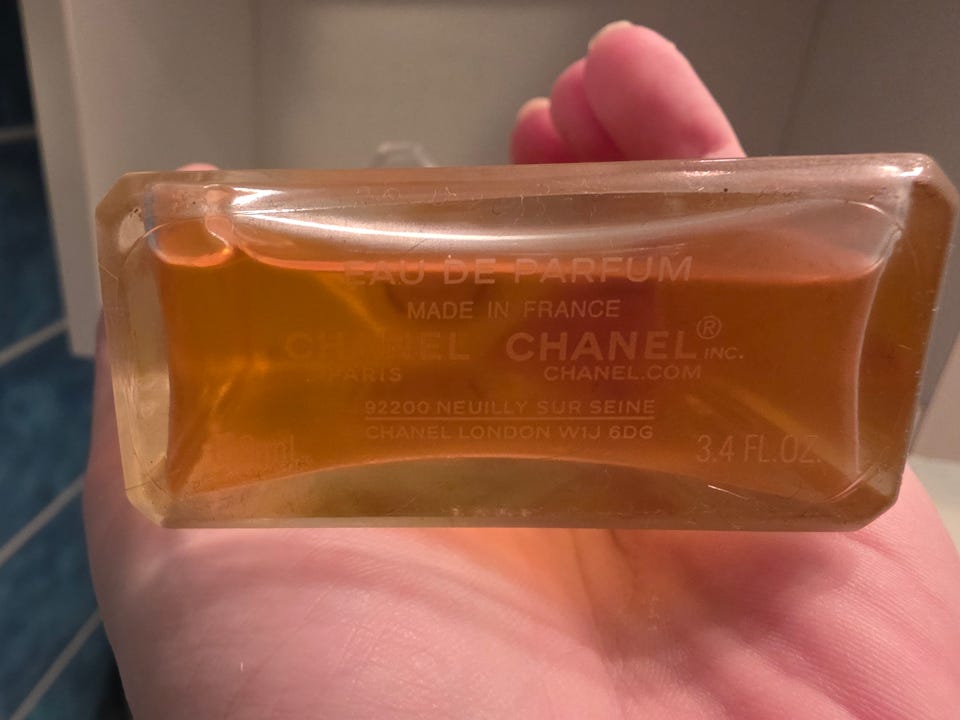 EAU DE PARFUM
MADE IN FRANCE
CHANEL CHANEL® INC.
PARIS CHANEL.COM
92200 NEUILLY SUR SEINE
CHANEL LONDON W1J 6DG
ml 3.4 FL.OZ.